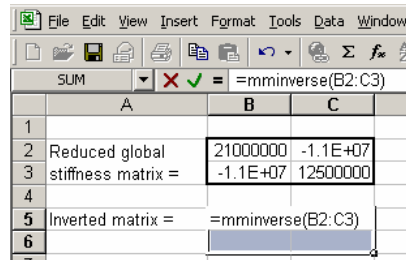 File Edit View Insert Format Tools Data Window
Σ fx
SUM = =mminverse(B2:C3)
A B C
1
2 Reduced global 21000000 -1.1E+07
3 stiffness matrix = -1.1E+07 12500000
4
5 Inverted matrix = =mminverse(B2:C3)
6